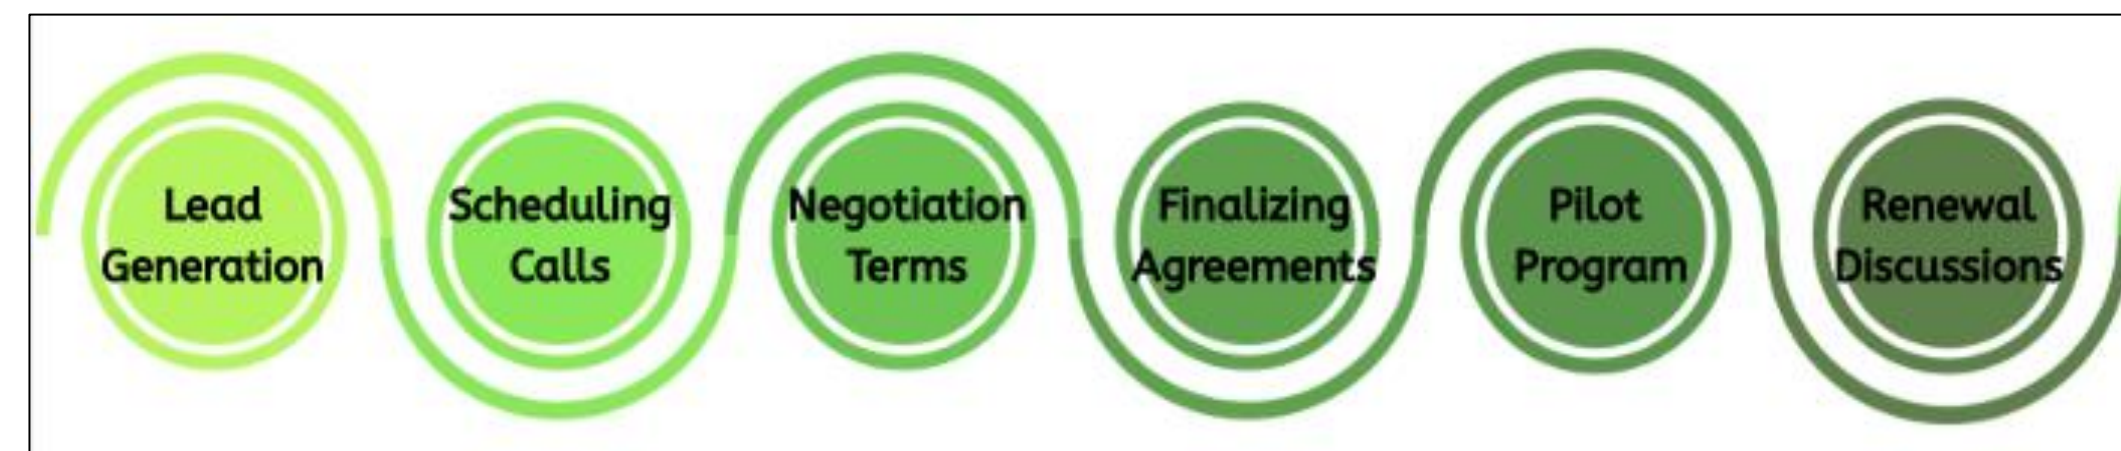 Lead
Generation
Scheduling
Calls
Negotiation
Terms
Finalizing
Agreements
Pilot
Program
Renewal
Discussions